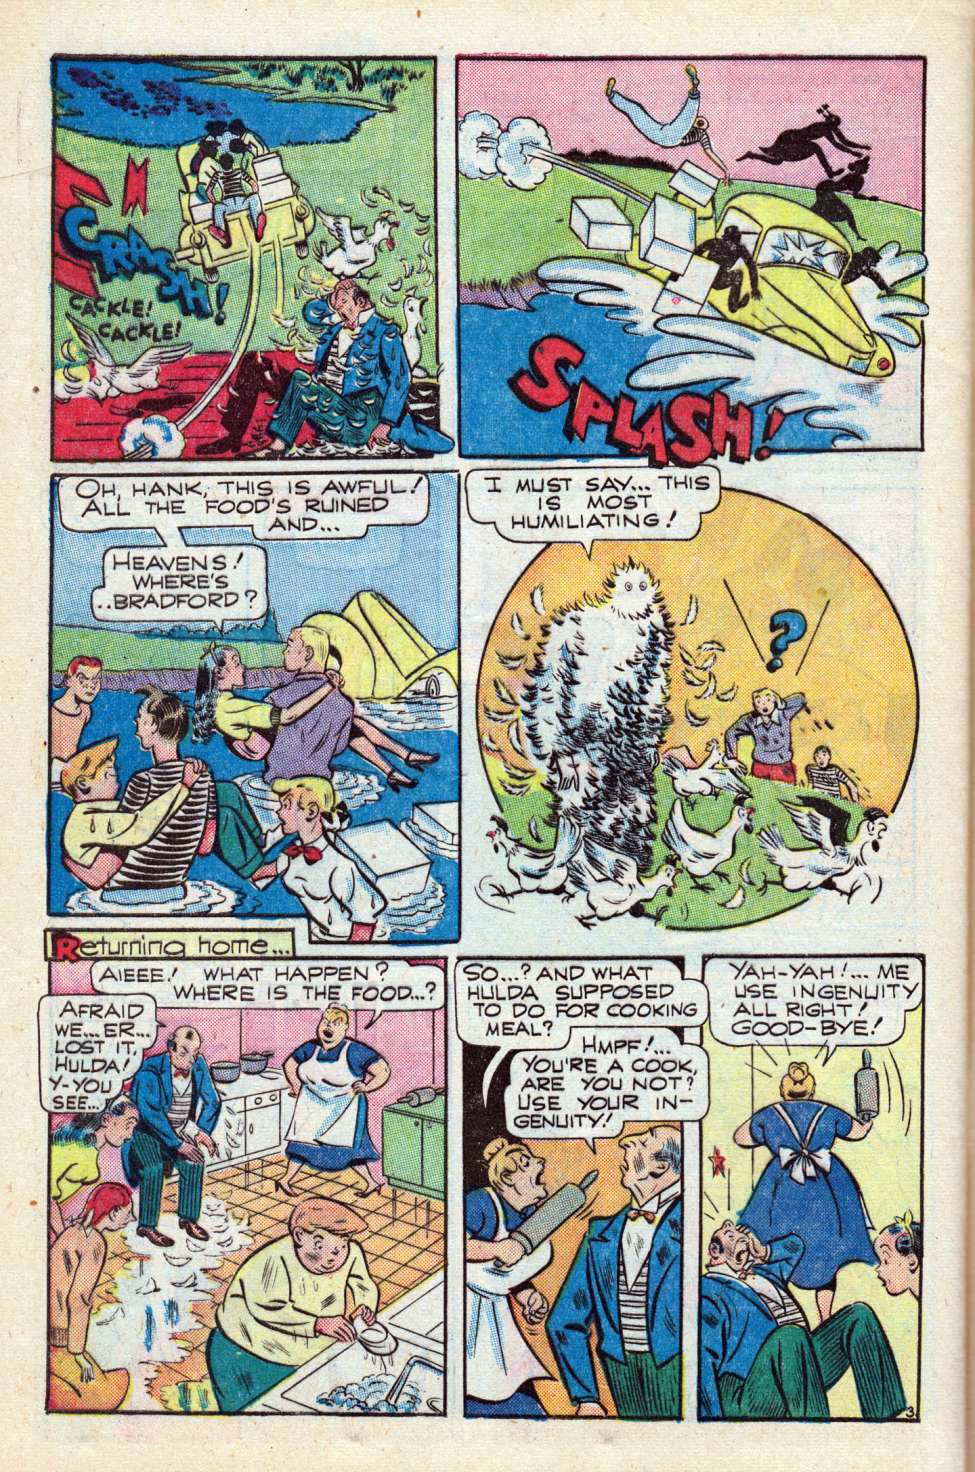 CRASH!
CACKLE!
CACKLE!
SPLASH!
OH, HANK, THIS IS AWFUL!
ALL THE FOOD'S RUINED
AND...
HEAVENS!
WHERE'S
..BRADFORD?
I MUST SAY... THIS
IS MOST
HUMILIATING!
?
Returning home...
AIEEE! WHAT HAPPEN?
WHERE IS THE FOOD...?
AFRAID
WE... ER...
LOST IT,
HULDA!
Y-YOU
SEE...
SO...? AND WHAT
HULDA SUPPOSED
TO DO FOR COOKING
MEAL?
HMPF!...
YOU'RE A COOK,
ARE YOU NOT?
USE YOUR IN-
GENUITY!
YAH-YAH!... ME
USE INGENUITY
ALL RIGHT!
GOOD-BYE!
3